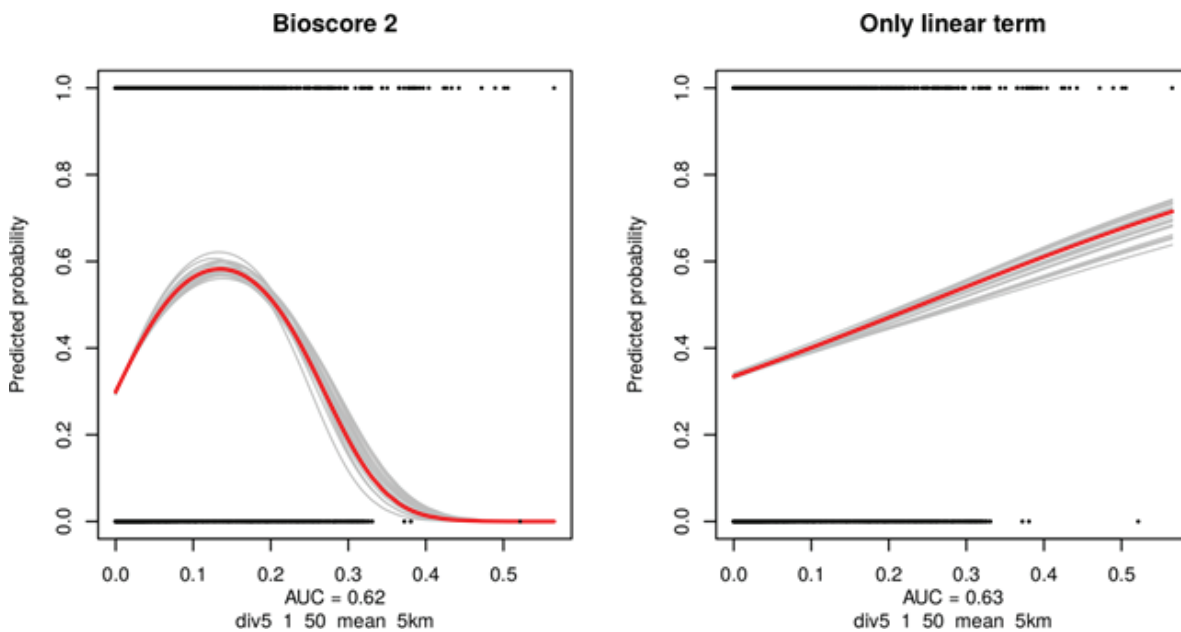 Bioscore 2
Predicted probability
1.0
0.8
0.6
0.4
0.2
0.0
0.0 0.1 0.2 0.3 0.4 0.5
AUC = 0.62
div5 1 50 mean 5km
Only linear term
Predicted probability
1.0
0.8
0.6
0.4
0.2
0.0
0.0 0.1 0.2 0.3 0.4 0.5
AUC = 0.63
div5 1 50 mean 5km